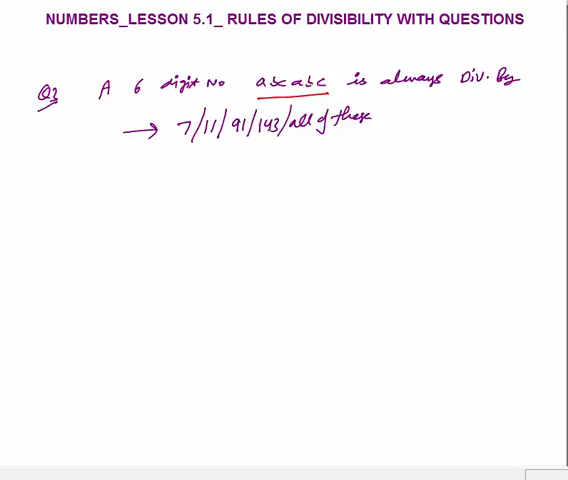 NUMBERS_LESSON 5.1_ RULES OF DIVISIBILITY WITH QUESTIONS
Q3 A 6 digit No abcabc is always Div. by
→ 7/11/91/143/all of these